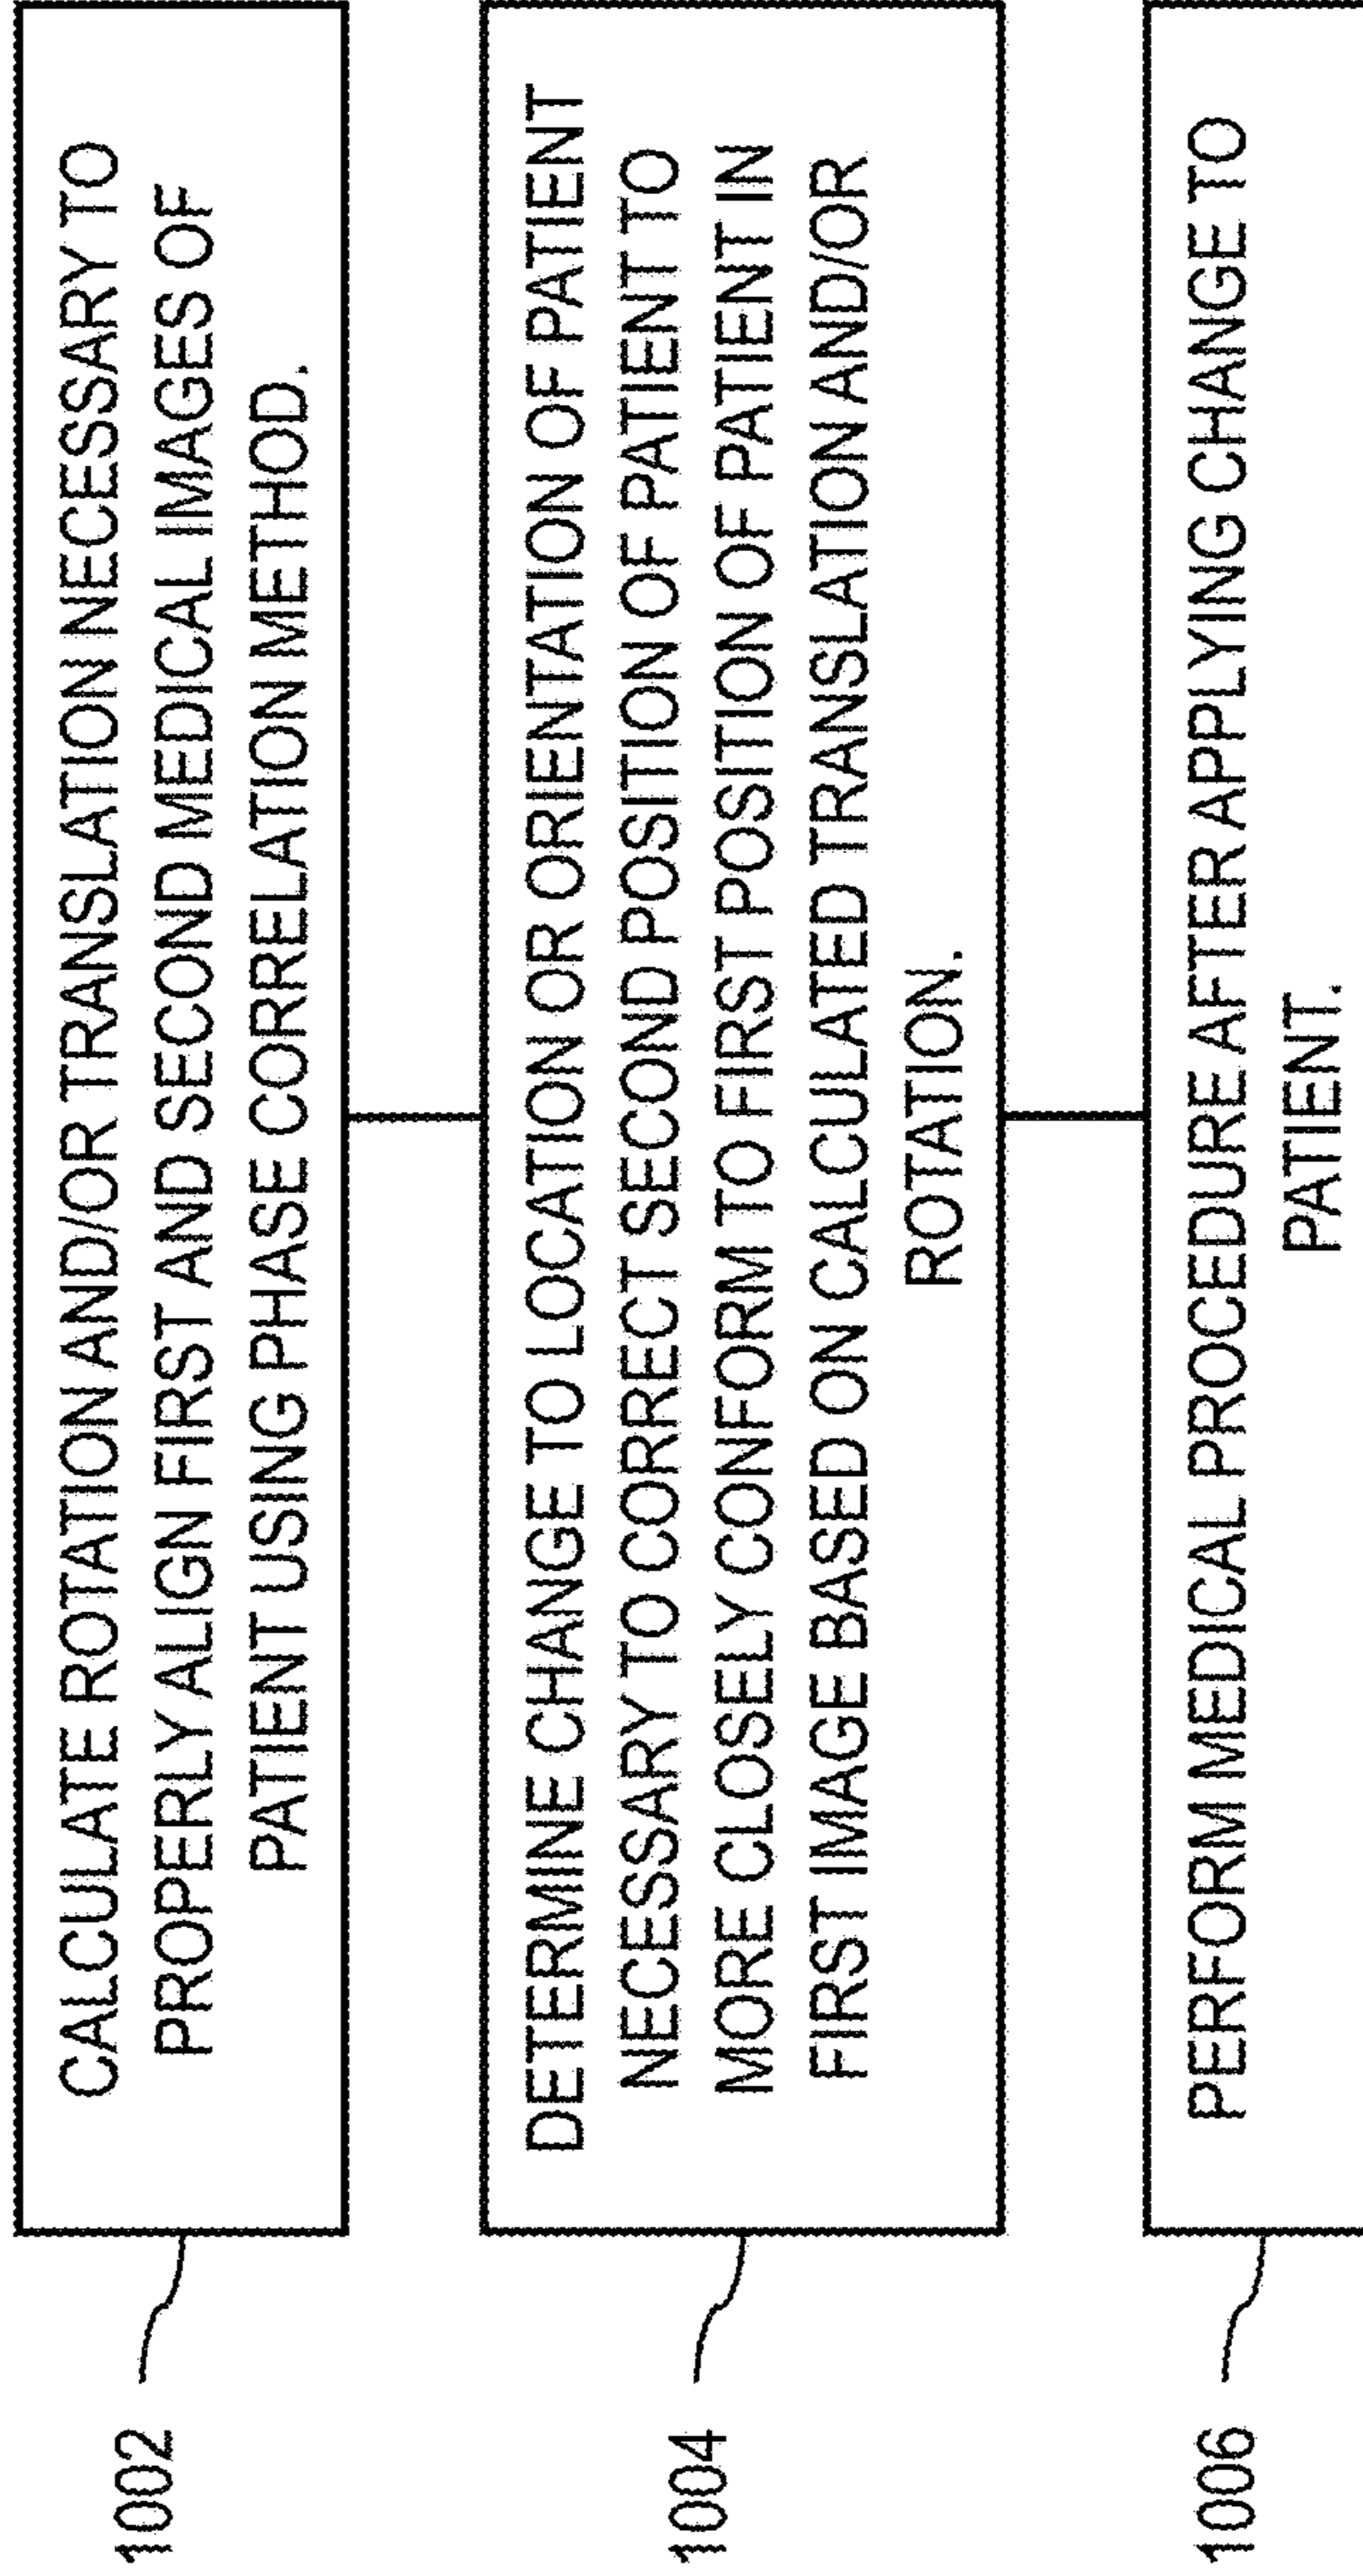 1002
CALCULATE ROTATION AND/OR TRANSLATION NECESSARY TO
PROPERLY ALIGN FIRST AND SECOND MEDICAL IMAGES OF
PATIENT USING PHASE CORRELATION METHOD.
1004
DETERMINE CHANGE TO LOCATION OR ORIENTATION OF PATIENT
NECESSARY TO CORRECT SECOND POSITION OF PATIENT TO
MORE CLOSELY CONFORM TO FIRST POSITION OF PATIENT IN
FIRST IMAGE BASED ON CALCULATED TRANSLATION AND/OR
ROTATION.
1006
PERFORM MEDICAL PROCEDURE AFTER APPLYING CHANGE TO
PATIENT.